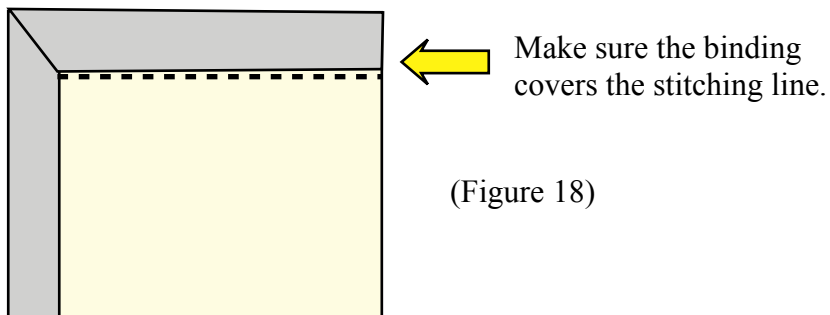 Make sure the binding
covers the stitching line.
(Figure 18)